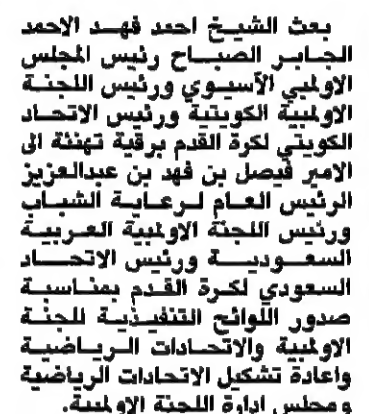 بعث الشيخ احمد فهد الاحمد
الجابر الصباح رئيس المجلس
الاولمبي الآسيوي ورئيس اللجنة
الاولمبية الكويتية ورئيس الاتحاد
الكويتي لكرة القدم برقية تهنئة الى
الامير فيصل بن فهد بن عبدالعزيز
الرئيس العام لرعاية الشباب
ورئيس اللجنة الاولمبية العربية
السعودية ورئيس الاتحاد
السعودي لكرة القدم بمناسبة
صدور اللوائح التنفيذية للجنة
الاولمبية والاتحادات الرياضية
واعادة تشكيل الاتحادات الرياضية
ومجلس ادارة اللجنة الاولمبية.